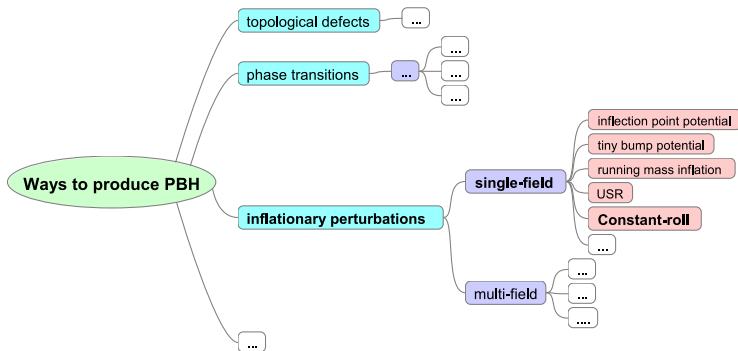 topological defects
...
phase transitions
...
...
...
...
Ways to produce PBH
inflationary perturbations
single-field
inflection point potential
tiny bump potential
running mass inflation
USR
Constant-roll
...
multi-field
...
...
....
...